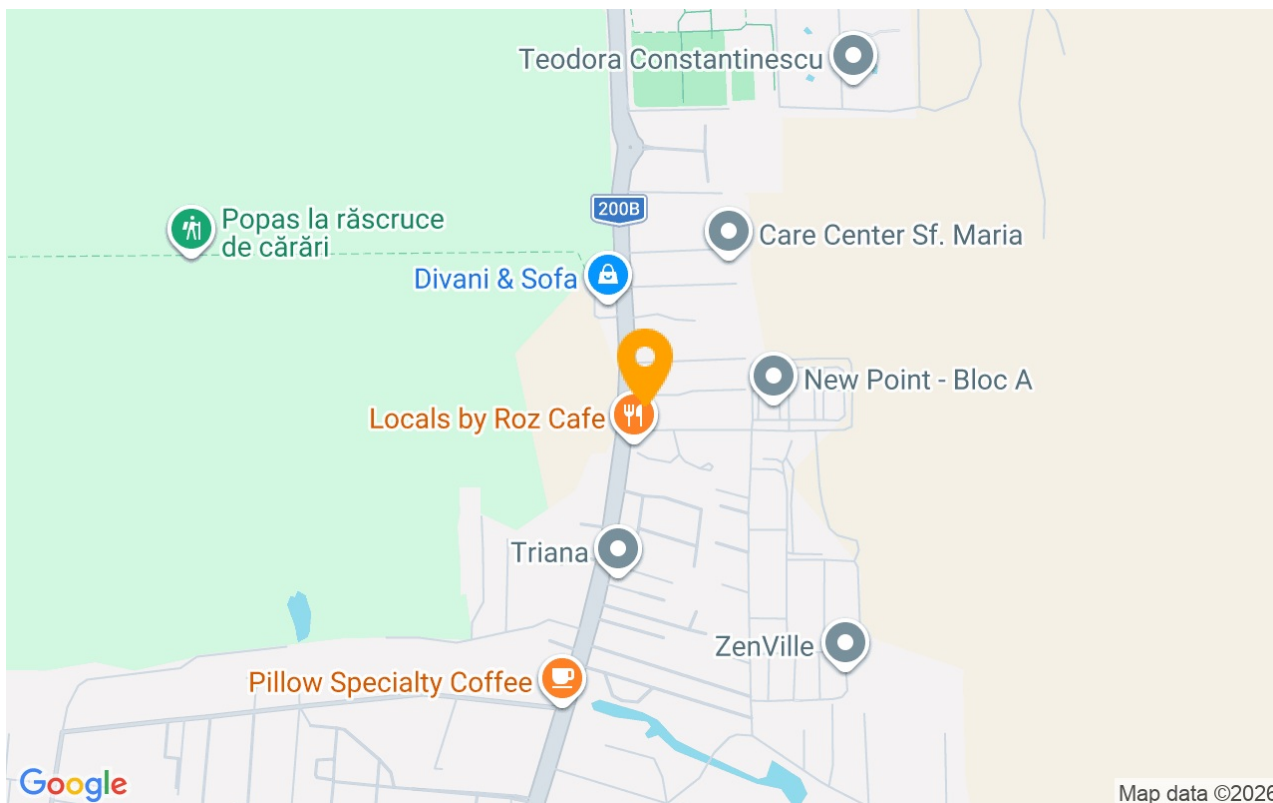 Teodora Constantinescu
200B
Popas la răscruce
de cărări
Care Center Sf. Maria
Divani & Sofa
New Point - Bloc A
Locals by Roz Cafe
Triana
ZenVille
Pillow Specialty Coffee
Google
Map data ©2026